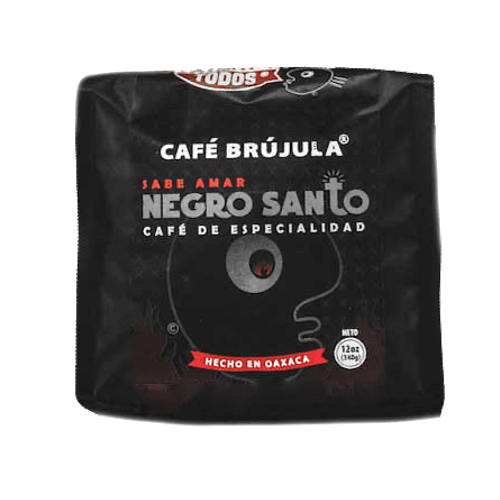 TODOS
CAFÉ BRÚJULA®
SABE AMAR
NEGRO SANTO
CAFÉ DE ESPECIALIDAD
©
NETO
12oz
(340g)
HECHO EN OAXACA